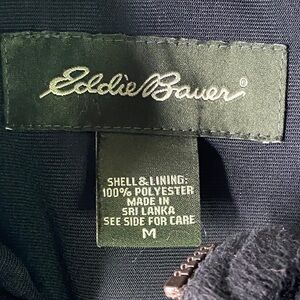 Eddie Bauer®
SHELL & LINING:
100% POLYESTER
MADE IN
SRI LANKA
SEE SIDE FOR CARE
M